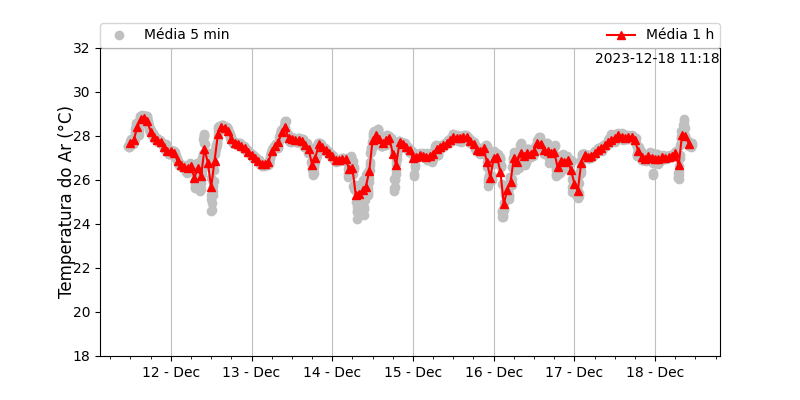 Média 5 min
Média 1 h
2023-12-18 11:18
Temperatura do Ar (°C)
32
30
28
26
24
22
20
18
12 - Dec
13 - Dec
14 - Dec
15 - Dec
16 - Dec
17 - Dec
18 - Dec